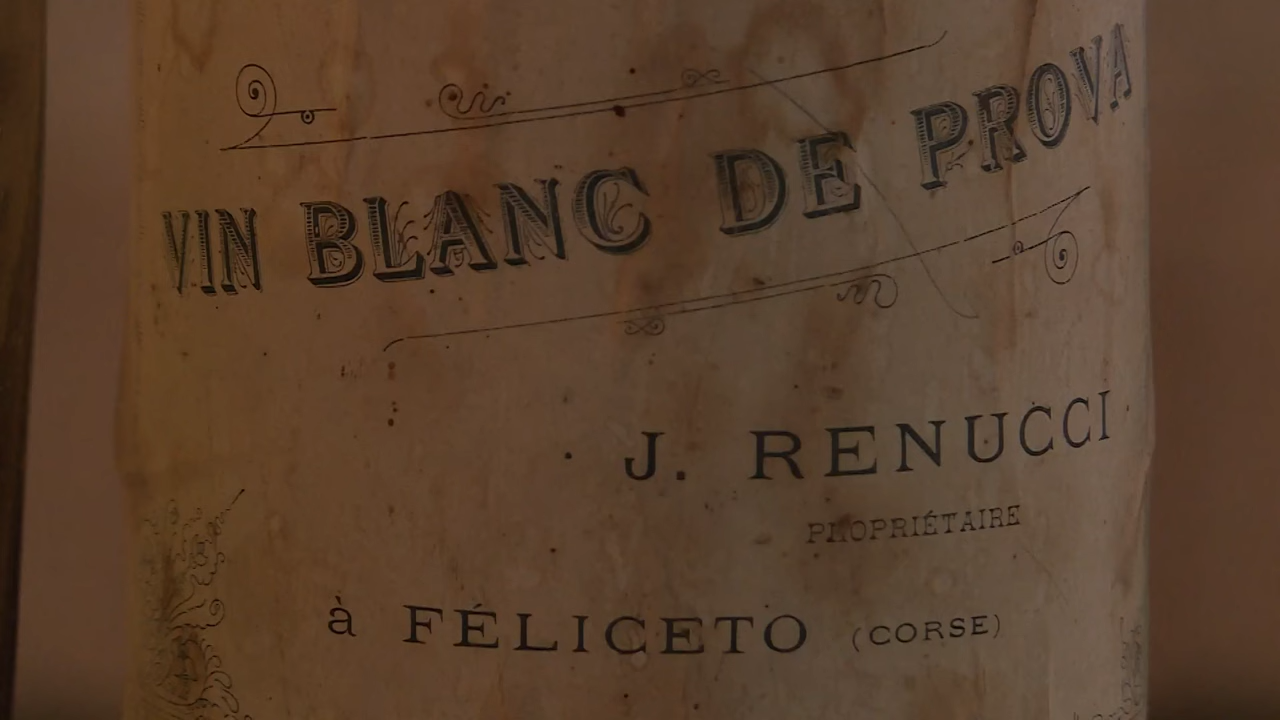 VIN BLANC DE PROVA
J. RENUCCI
PROPRIÉTAIRE
à FÉLICETO (CORSE)